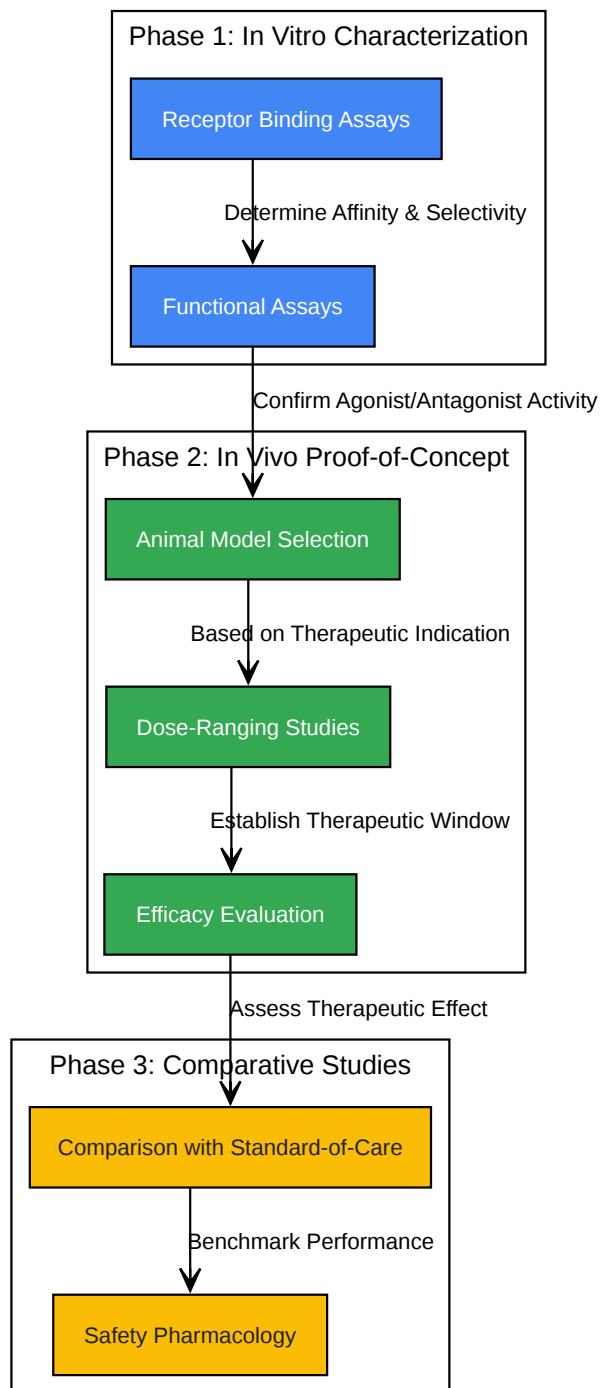 Phase 1: In Vitro Characterization
Receptor Binding Assays
Determine Affinity & Selectivity
Functional Assays
Confirm Agonist/Antagonist Activity
Phase 2: In Vivo Proof-of-Concept
Animal Model Selection
Based on Therapeutic Indication
Dose-Ranging Studies
Establish Therapeutic Window
Efficacy Evaluation
Assess Therapeutic Effect
Phase 3: Comparative Studies
Comparison with Standard-of-Care
Benchmark Performance
Safety Pharmacology